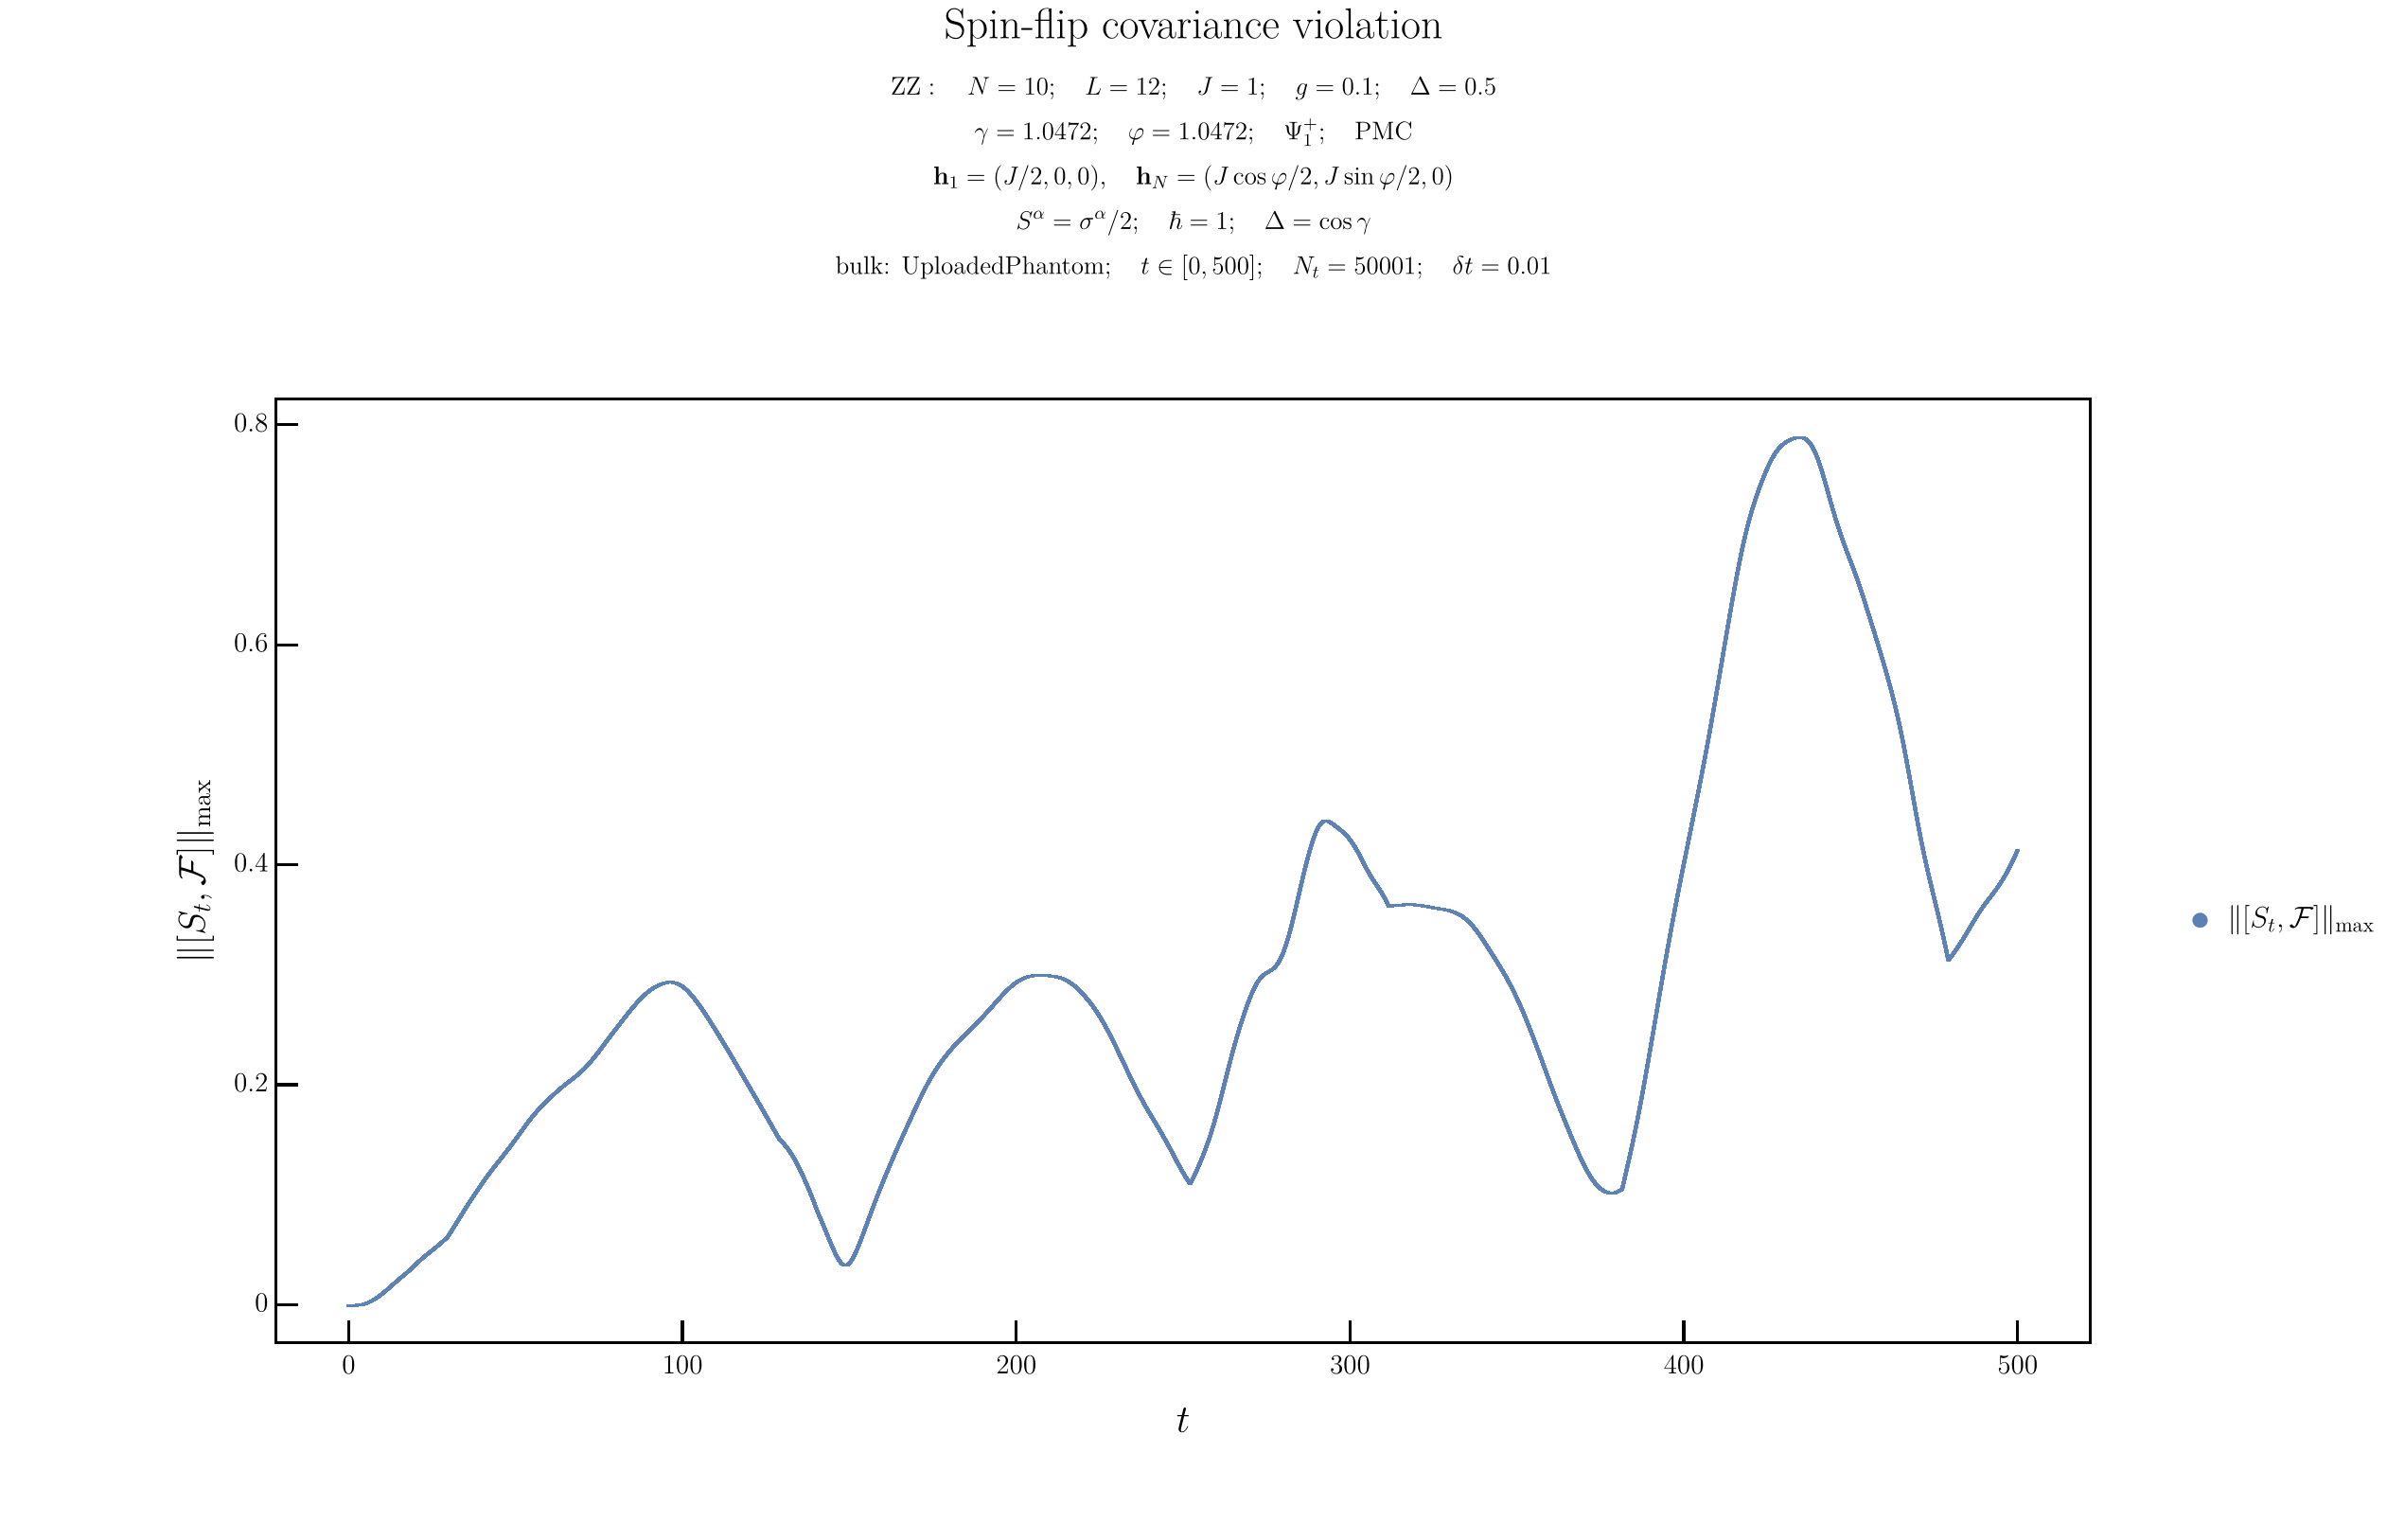 Spin-flip covariance violation
ZZ : N = 10; L = 12; J = 1; g = 0.1; Δ = 0.5
γ = 1.0472; φ = 1.0472; Ψ₁⁺; PMC
𝐡₁ = (J/2, 0, 0), 𝐡_N = (J cos φ/2, J sin φ/2, 0)
S^α = σ^α/2; ħ = 1; Δ = cos γ
bulk: UploadedPhantom; t ∈ [0, 500]; N_t = 50001; δt = 0.01
0.8
0.6
0.4
0.2
0
‖[S_t, ℱ]‖_max
0 100 200 300 400 500
t
‖[S_t, ℱ]‖_max